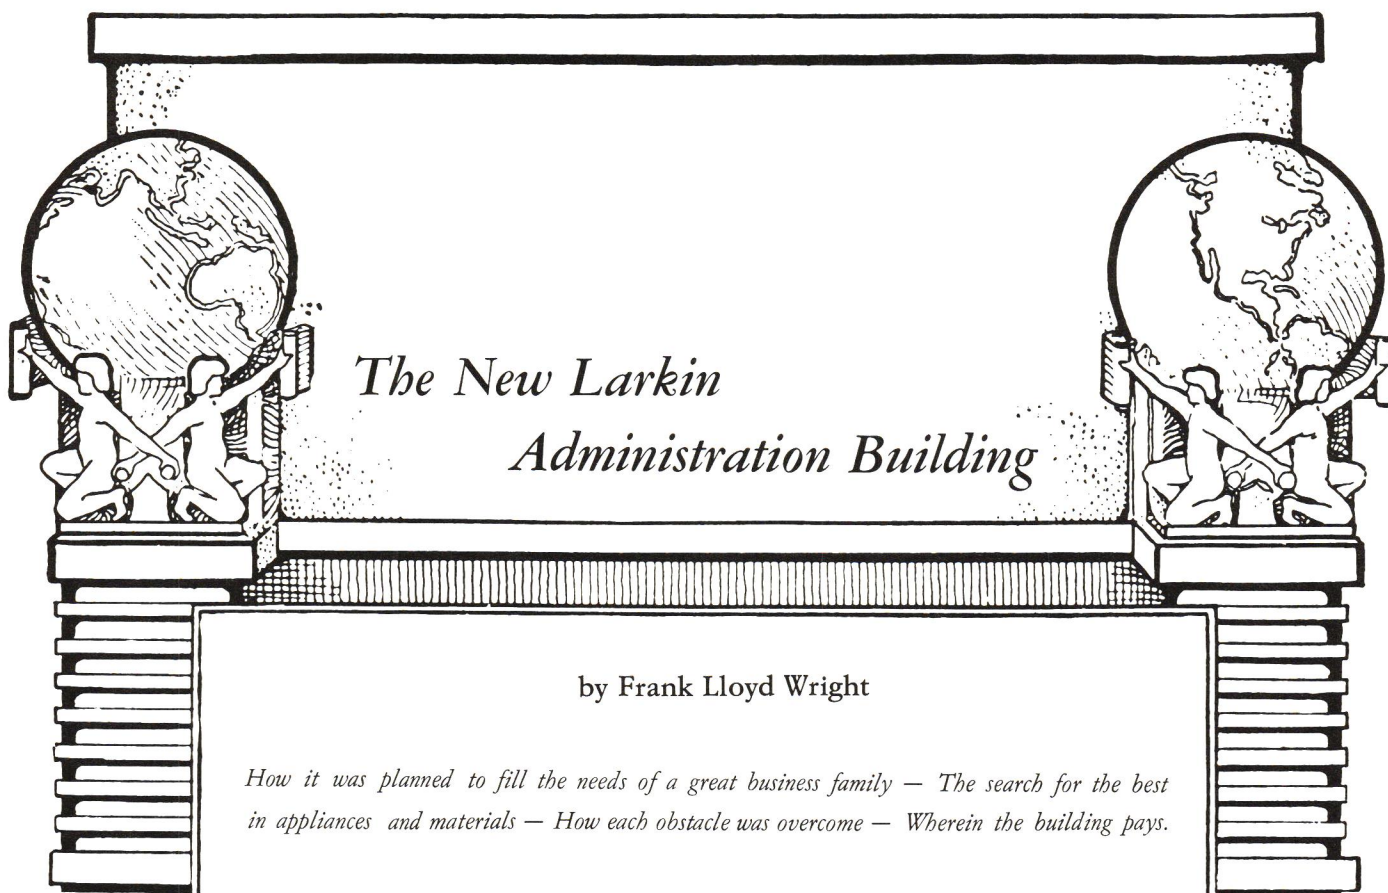 The New Larkin
Administration Building
by Frank Lloyd Wright
How it was planned to fill the needs of a great business family — The search for the best
in appliances and materials — How each obstacle was overcome — Wherein the building pays.